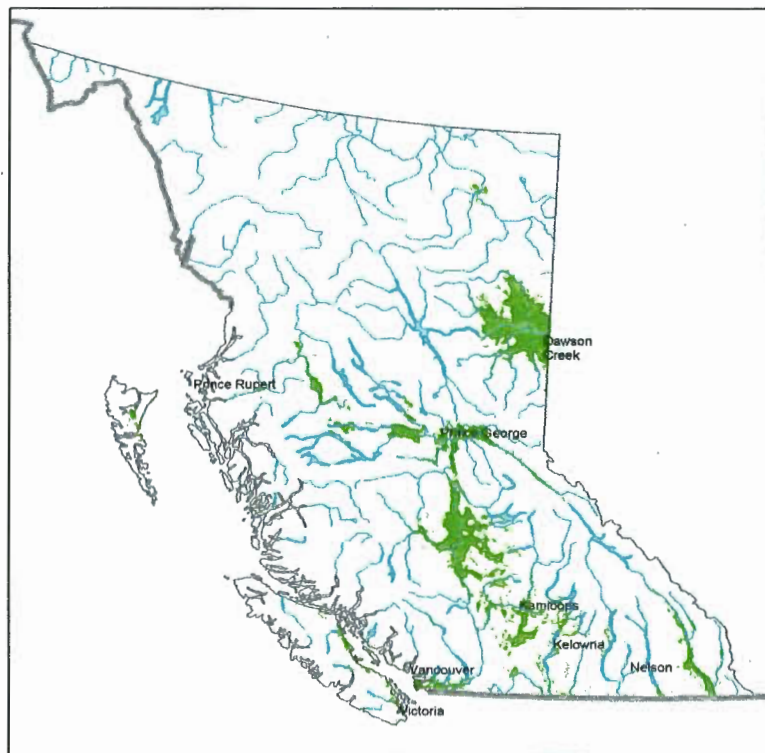 Dawson
Creek
Prince Rupert
Prince George
Kamloops
Kelowna
Nelson
Vancouver
Victoria